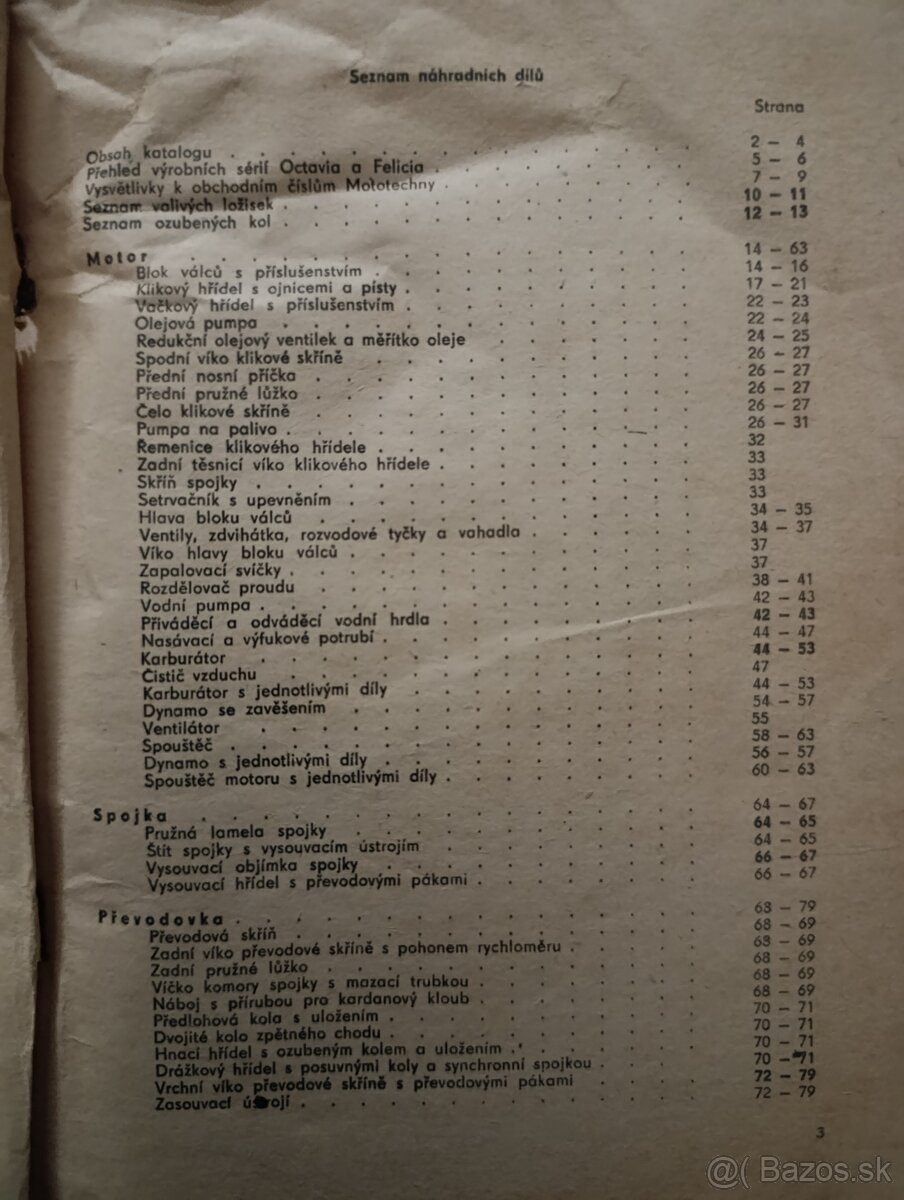 Seznam náhradních dílů
Strana
Obsah katalogu . . . . . . . . . . . . . . 2 – 4
Přehled výrobních sérií Octavia a Felicia . . . . . . . . 5 – 6
Vysvětlivky k obchodním číslům Mototechny . . . . . . . . 7 – 9
Seznam valivých ložisek . . . . . . . . . . . . 10 – 11
Seznam ozubených kol . . . . . . . . . . . . 12 – 13
Motor . . . . . . . . . . . . . . . 14 – 63
Blok válců s příslušenstvím . . . . . . . . . . 14 – 16
Klikový hřídel s ojnicemi a písty . . . . . . . . . 17 – 21
Vačkový hřídel s příslušenstvím . . . . . . . . . 22 – 23
Olejová pumpa . . . . . . . . . . . . 22 – 24
Redukční olejový ventilek a měřítko oleje . . . . . . . 24 – 25
Spodní víko klikové skříně . . . . . . . . . . 26 – 27
Přední nosní příčka . . . . . . . . . . . 26 – 27
Přední pružné lůžko . . . . . . . . . . . 26 – 27
Čelo klikové skříně . . . . . . . . . . . 26 – 27
Pumpa na palivo . . . . . . . . . . . . 26 – 31
Řemenice klikového hřídele . . . . . . . . . . 32
Zadní těsnicí víko klikového hřídele . . . . . . . . 33
Skříň spojky . . . . . . . . . . . . . 33
Setrvačník s upevněním . . . . . . . . . . . 33
Hlava bloku válců . . . . . . . . . . . 34 – 35
Ventily, zdvihátka, rozvodové tyčky a vahadla . . . . . 34 – 37
Víko hlavy bloku válců . . . . . . . . . . 37
Zapalovací svíčky . . . . . . . . . . . . 37
Rozdělovač proudu . . . . . . . . . . . 38 – 41
Vodní pumpa . . . . . . . . . . . . . 42 – 43
Přiváděcí a odváděcí vodní hrdla . . . . . . . . 42 – 43
Nasávací a výfukové potrubí . . . . . . . . . 44 – 47
Karburátor . . . . . . . . . . . . . 44 – 53
Čistič vzduchu . . . . . . . . . . . . 47
Karburátor s jednotlivými díly . . . . . . . . . 44 – 53
Dynamo se zavěšením . . . . . . . . . . 54 – 57
Ventilátor . . . . . . . . . . . . . 55
Spouštěč . . . . . . . . . . . . . . 58 – 63
Dynamo s jednotlivými díly . . . . . . . . . . 56 – 57
Spouštěč motoru s jednotlivými díly . . . . . . . . 60 – 63
Spojka . . . . . . . . . . . . . . 64 – 67
Pružná lamela spojky . . . . . . . . . . . 64 – 65
Štít spojky s vysouvacím ústrojím . . . . . . . . 64 – 65
Vysouvací objímka spojky . . . . . . . . . . 66 – 67
Vysouvací hřídel s převodovými pákami . . . . . . . 66 – 67
Převodovka . . . . . . . . . . . . . 68 – 79
Převodová skříň . . . . . . . . . . . . 68 – 69
Zadní víko převodové skříně s pohonem rychloměru . . . . 68 – 69
Zadní pružné lůžko . . . . . . . . . . . 68 – 69
Víčko komory spojky s mazací trubkou . . . . . . . 68 – 69
Náboj s přírubou pro kardanový kloub . . . . . . . 68 – 69
Předlohová kola s uložením . . . . . . . . . 70 – 71
Dvojité kolo zpětného chodu . . . . . . . . . 70 – 71
Hnací hřídel s ozubeným kolem a uložením . . . . . . 70 – 71
Drážkový hřídel s posuvnými koly a synchronní spojkou . . . 70 – 71
Vrchní víko převodové skříně s převodovými pákami . . . . 72 – 79
Zasouvací ústrojí . . . . . . . . . . . . 72 – 79
3
@( Bazos.sk